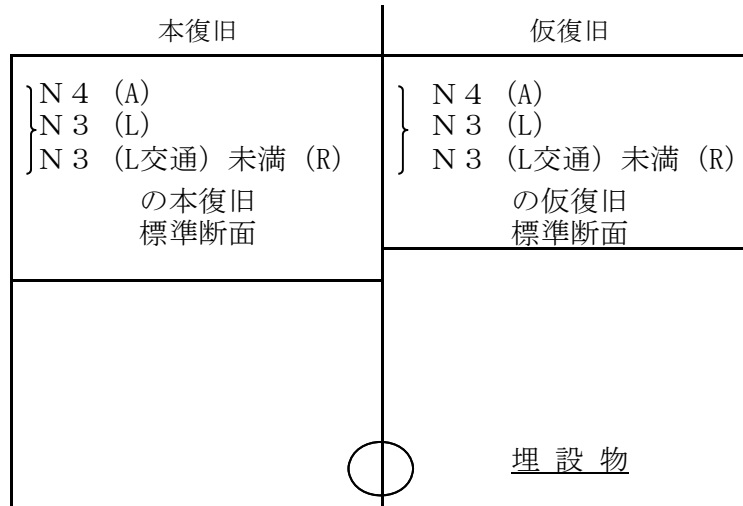 本復旧
仮復旧
Ｎ４（A）
Ｎ３（L）
Ｎ３（L交通）未満（R）
の本復旧
標準断面
Ｎ４（A）
Ｎ３（L）
Ｎ３（L交通）未満（R）
の仮復旧
標準断面
埋 設 物